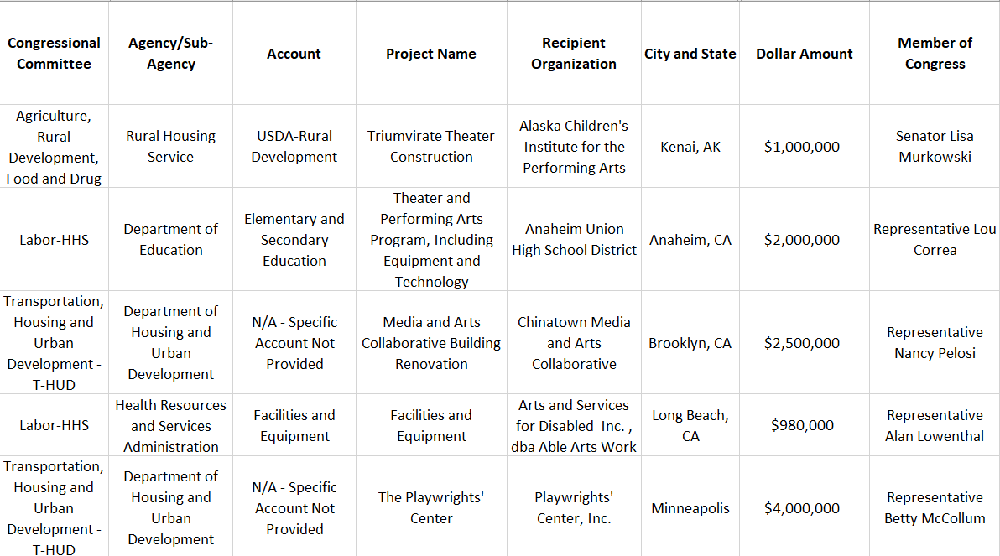 Congressional
Committee
Agency/Sub-
Agency
Account
Project Name
Recipient
Organization
City and State
Dollar Amount
Member of
Congress
Agriculture,
Rural
Development,
Food and Drug
Rural Housing
Service
USDA-Rural
Development
Triumvirate Theater
Construction
Alaska Children's
Institute for the
Performing Arts
Kenai, AK
$1,000,000
Senator Lisa
Murkowski
Labor-HHS
Department of
Education
Elementary and
Secondary
Education
Theater and
Performing Arts
Program, Including
Equipment and
Technology
Anaheim Union
High School District
Anaheim, CA
$2,000,000
Representative Lou
Correa
Transportation,
Housing and
Urban
Development -
T-HUD
Department of
Housing and
Urban
Development
N/A - Specific
Account Not
Provided
Media and Arts
Collaborative Building
Renovation
Chinatown Media
and Arts
Collaborative
Brooklyn, CA
$2,500,000
Representative
Nancy Pelosi
Labor-HHS
Health Resources
and Services
Administration
Facilities and
Equipment
Facilities and
Equipment
Arts and Services
for Disabled  Inc. ,
dba Able Arts Work
Long Beach,
CA
$980,000
Representative
Alan Lowenthal
Transportation,
Housing and
Urban
Development -
T-HUD
Department of
Housing and
Urban
Development
N/A - Specific
Account Not
Provided
The Playwrights'
Center
Playwrights'
Center, Inc.
Minneapolis
$4,000,000
Representative
Betty McCollum